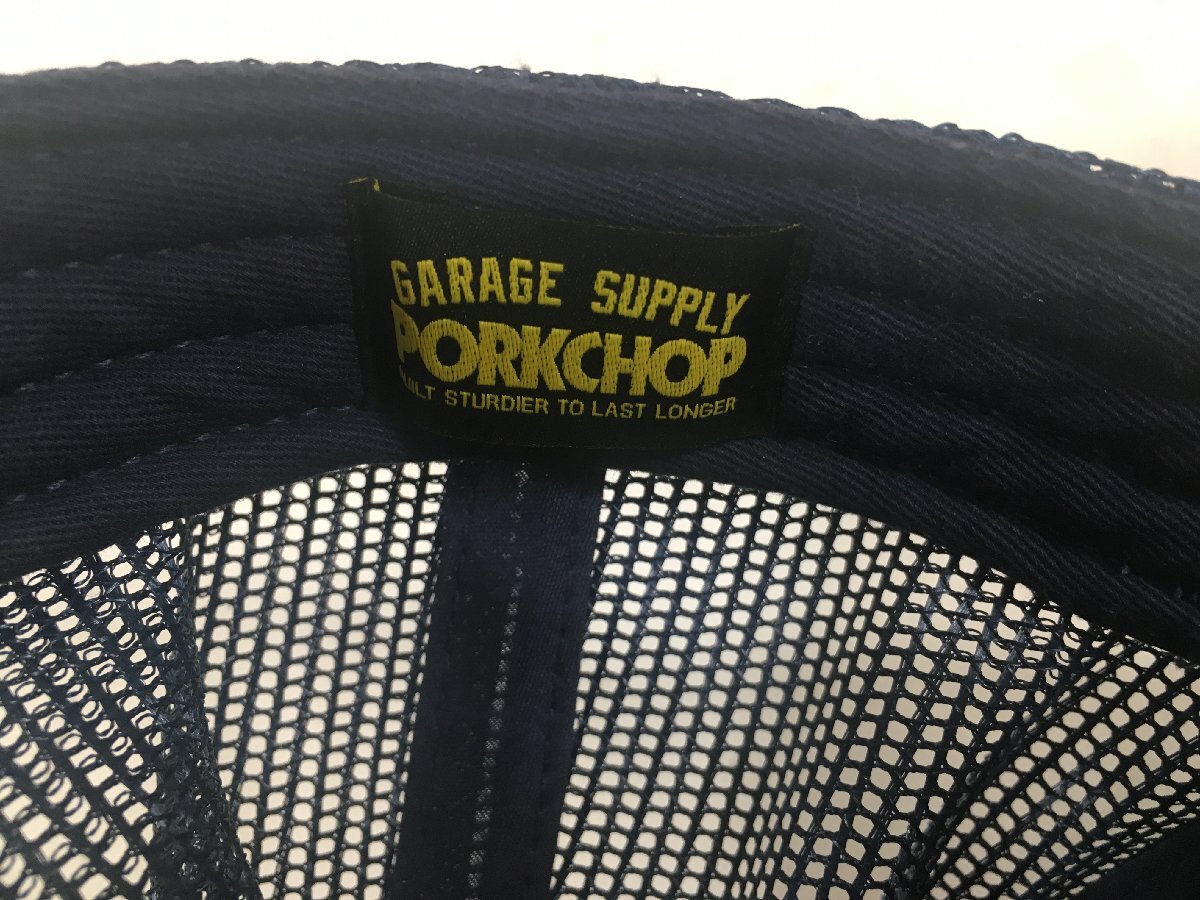 GARAGE SUPPLY
PORKCHOP
BUILT STURDIER TO LAST LONGER